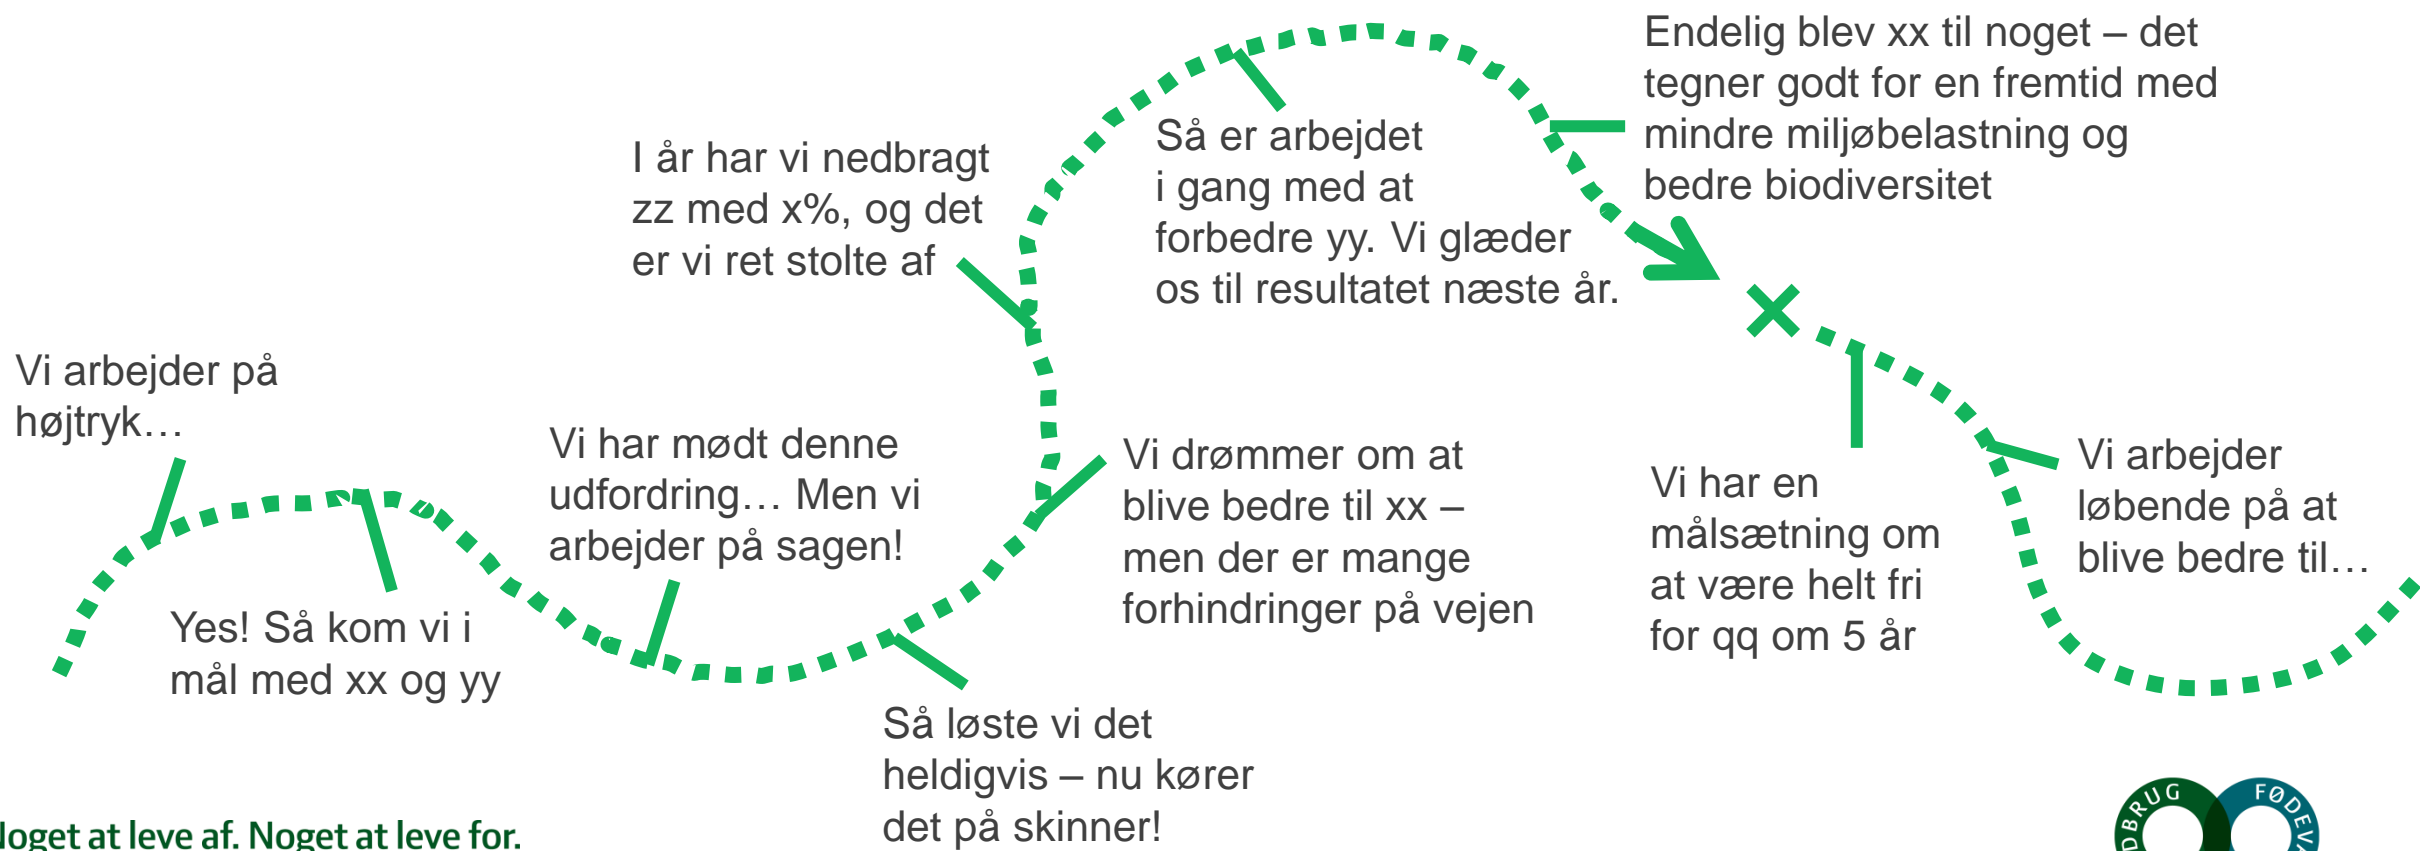 Vi arbejder på
højtryk…
Yes! Så kom vi i
mål med xx og yy
Vi har mødt denne
udfordring… Men vi
arbejder på sagen!
Så løste vi det
heldigvis – nu kører
det på skinner!
Vi drømmer om at
blive bedre til xx –
men der er mange
forhindringer på vejen
I år har vi nedbragt
zz med x%, og det
er vi ret stolte af
Så er arbejdet
i gang med at
forbedre yy. Vi glæder
os til resultatet næste år.
Endelig blev xx til noget – det
tegner godt for en fremtid med
mindre miljøbelastning og
bedre biodiversitet
Vi har en
målsætning om
at være helt fri
for qq om 5 år
Vi arbejder
løbende på at
blive bedre til…
Noget at leve af. Noget at leve for.